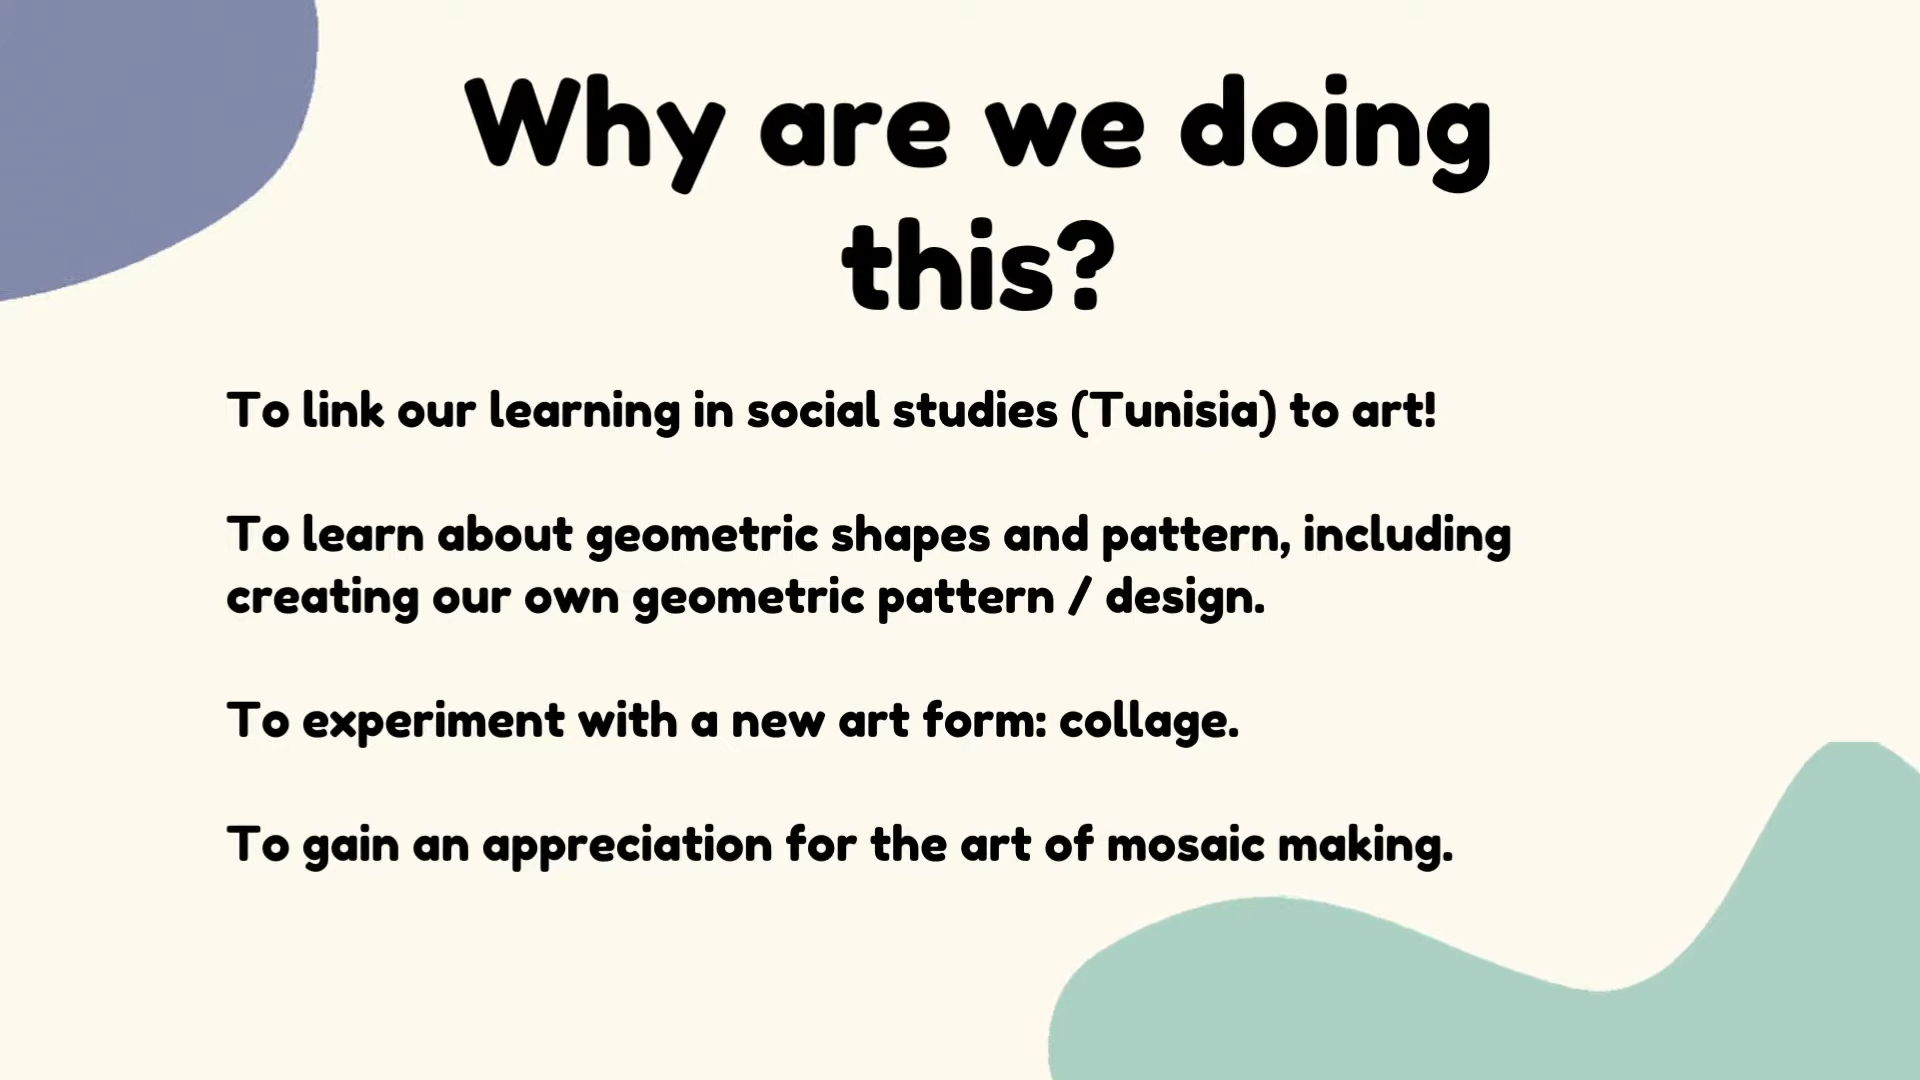 Why are we doing
this?
To link our learning in social studies (Tunisia) to art!
To learn about geometric shapes and pattern, including
creating our own geometric pattern / design.
To experiment with a new art form: collage.
To gain an appreciation for the art of mosaic making.